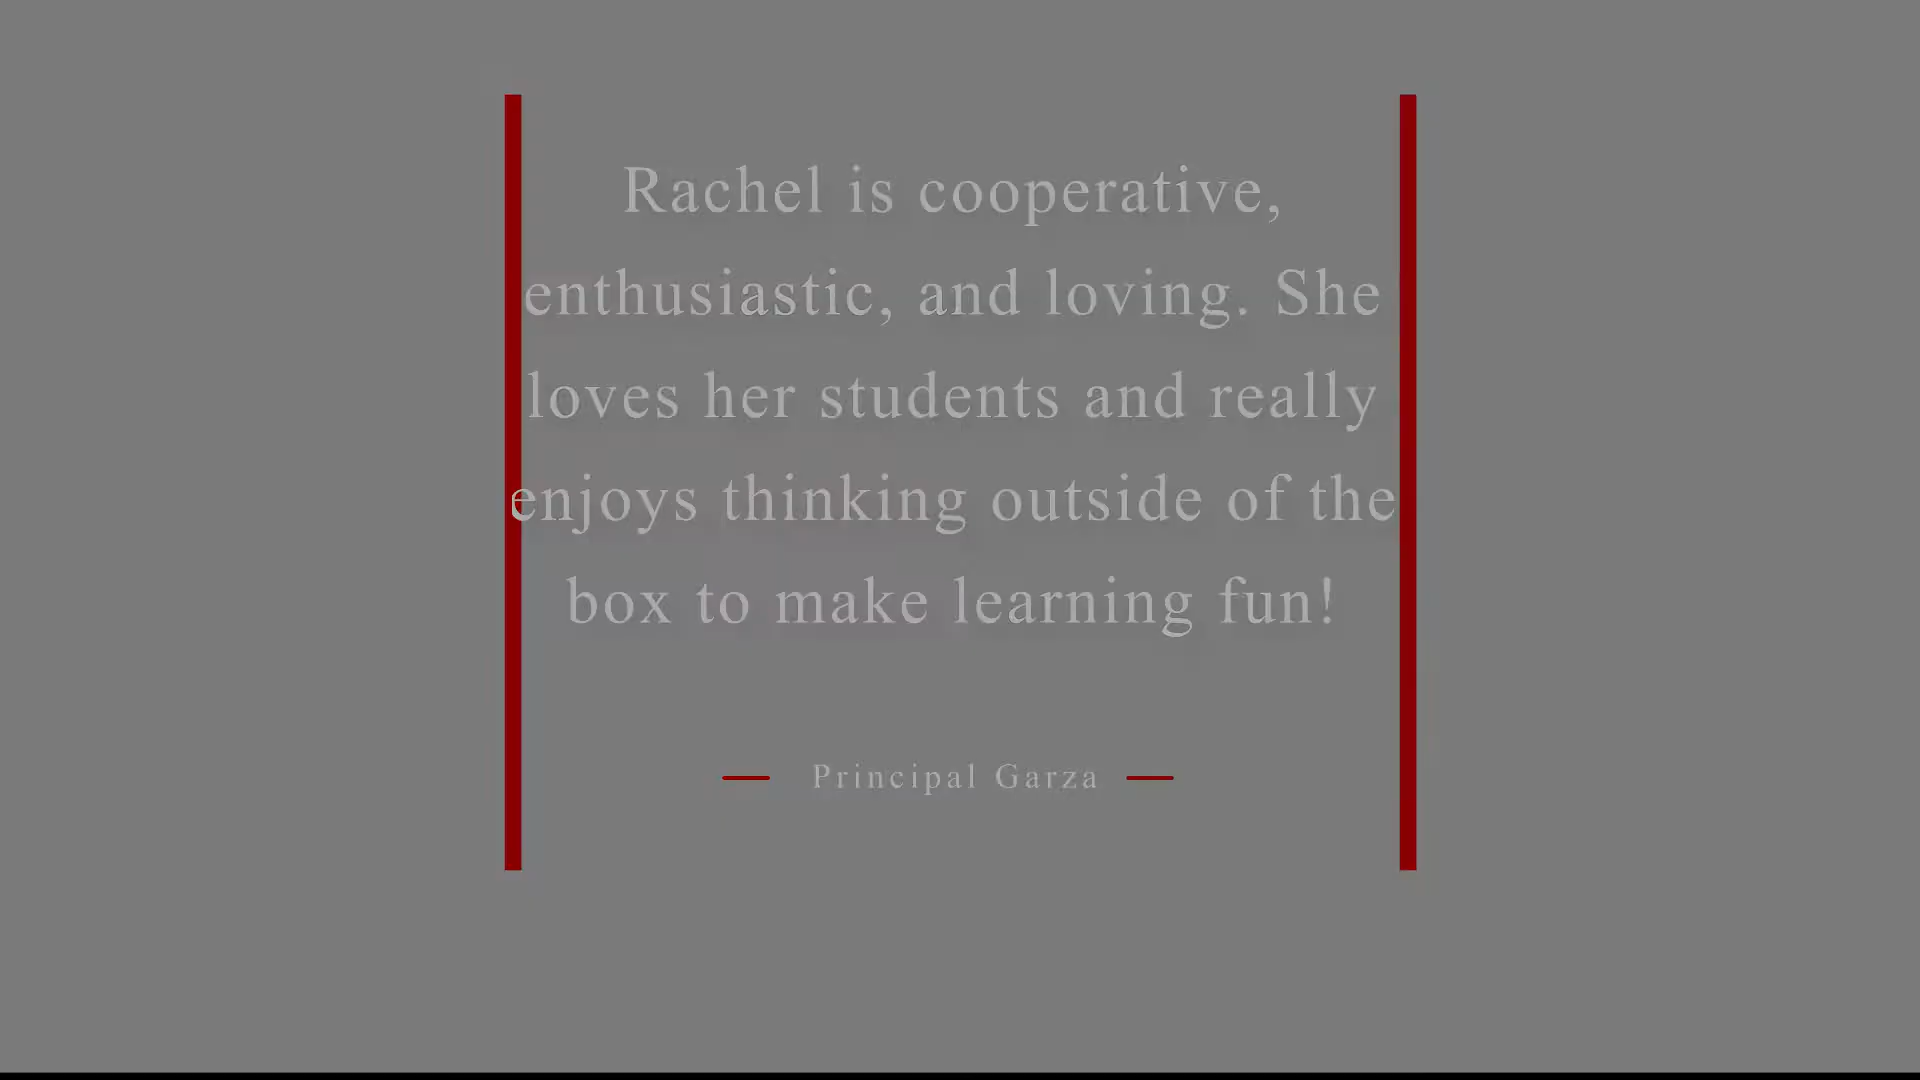 Rachel is cooperative,
enthusiastic, and loving. She
loves her students and really
enjoys thinking outside of the
box to make learning fun!
Principal Garza